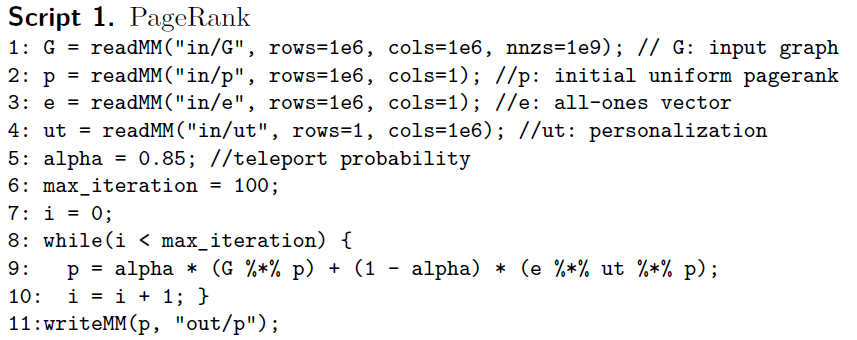 Script 1. PageRank
1: G = readMM("in/G", rows=1e6, cols=1e6, nnzs=1e9); // G: input graph
2: p = readMM("in/p", rows=1e6, cols=1); //p: initial uniform pagerank
3: e = readMM("in/e", rows=1e6, cols=1); //e: all-ones vector
4: ut = readMM("in/ut", rows=1, cols=1e6); //ut: personalization
5: alpha = 0.85; //teleport probability
6: max_iteration = 100;
7: i = 0;
8: while(i < max_iteration) {
9:   p = alpha * (G %*% p) + (1 - alpha) * (e %*% ut %*% p);
10:  i = i + 1; }
11:writeMM(p, "out/p");